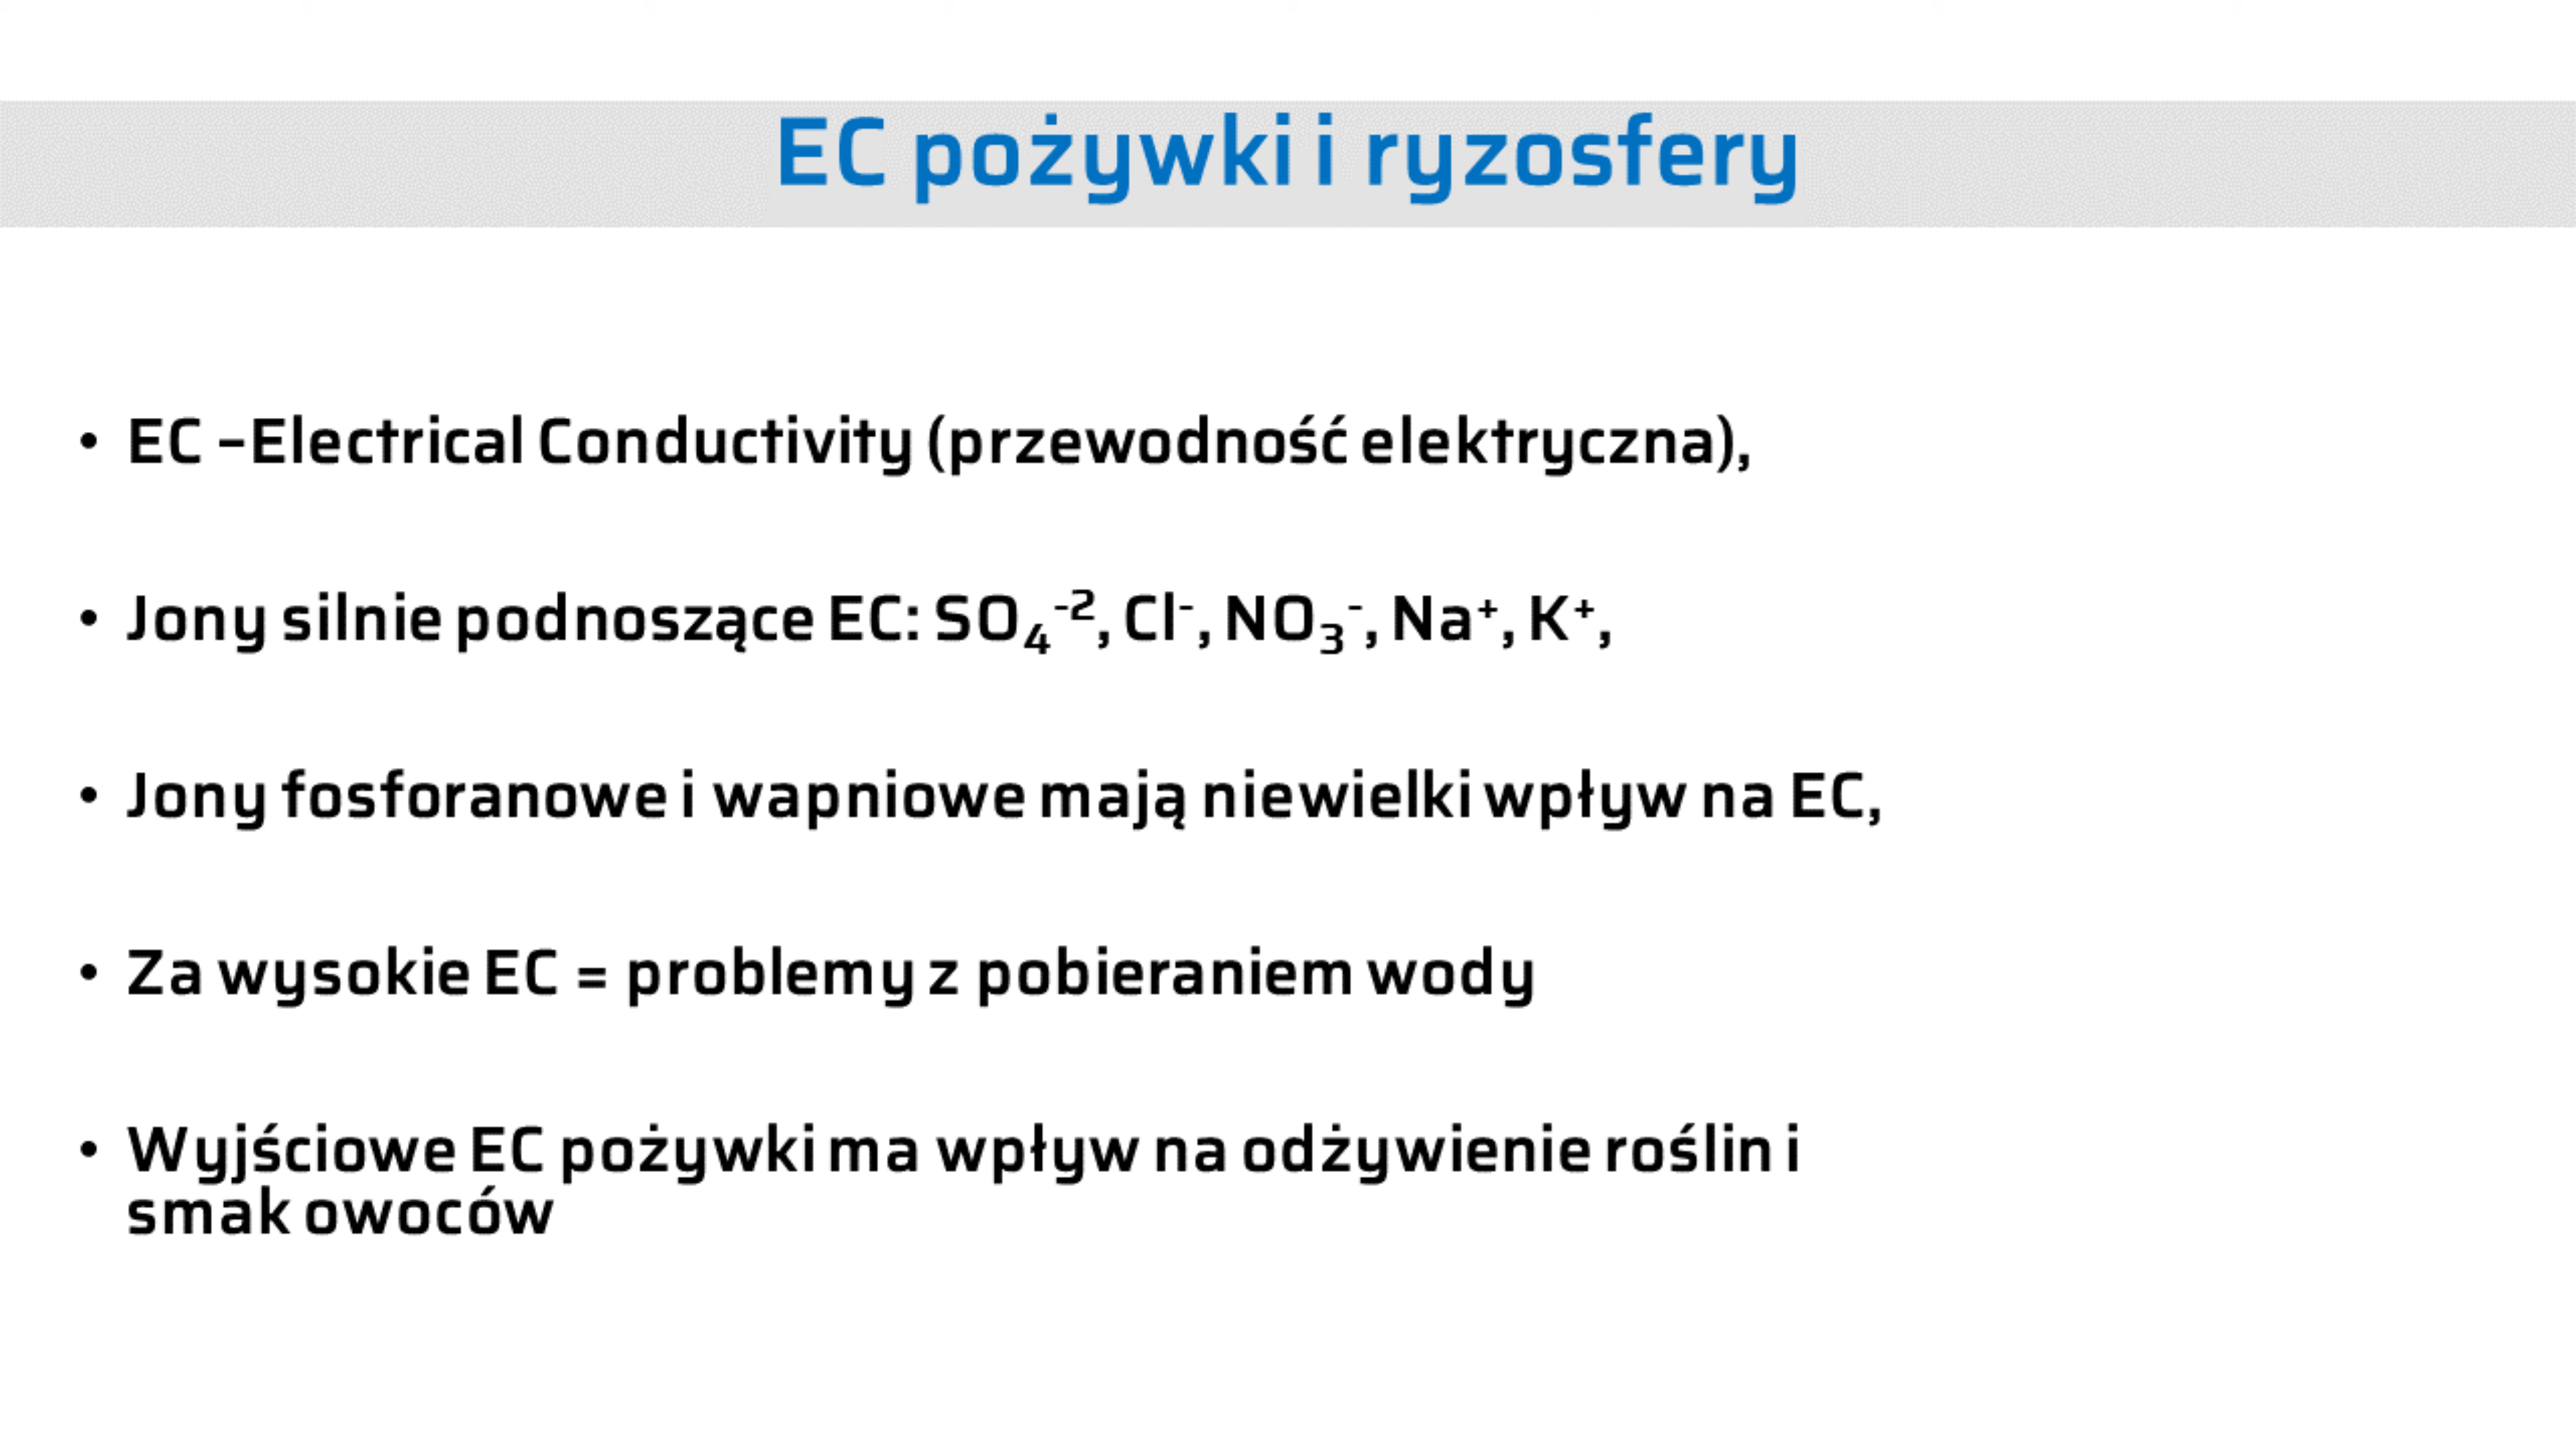 EC pożywki i ryzosfery
• EC –Electrical Conductivity (przewodność elektryczna),
• Jony silnie podnoszące EC: SO₄⁻², Cl⁻, NO₃⁻, Na⁺, K⁺,
• Jony fosforanowe i wapniowe mają niewielki wpływ na EC,
• Za wysokie EC = problemy z pobieraniem wody
• Wyjściowe EC pożywki ma wpływ na odżywienie roślin i
smak owoców